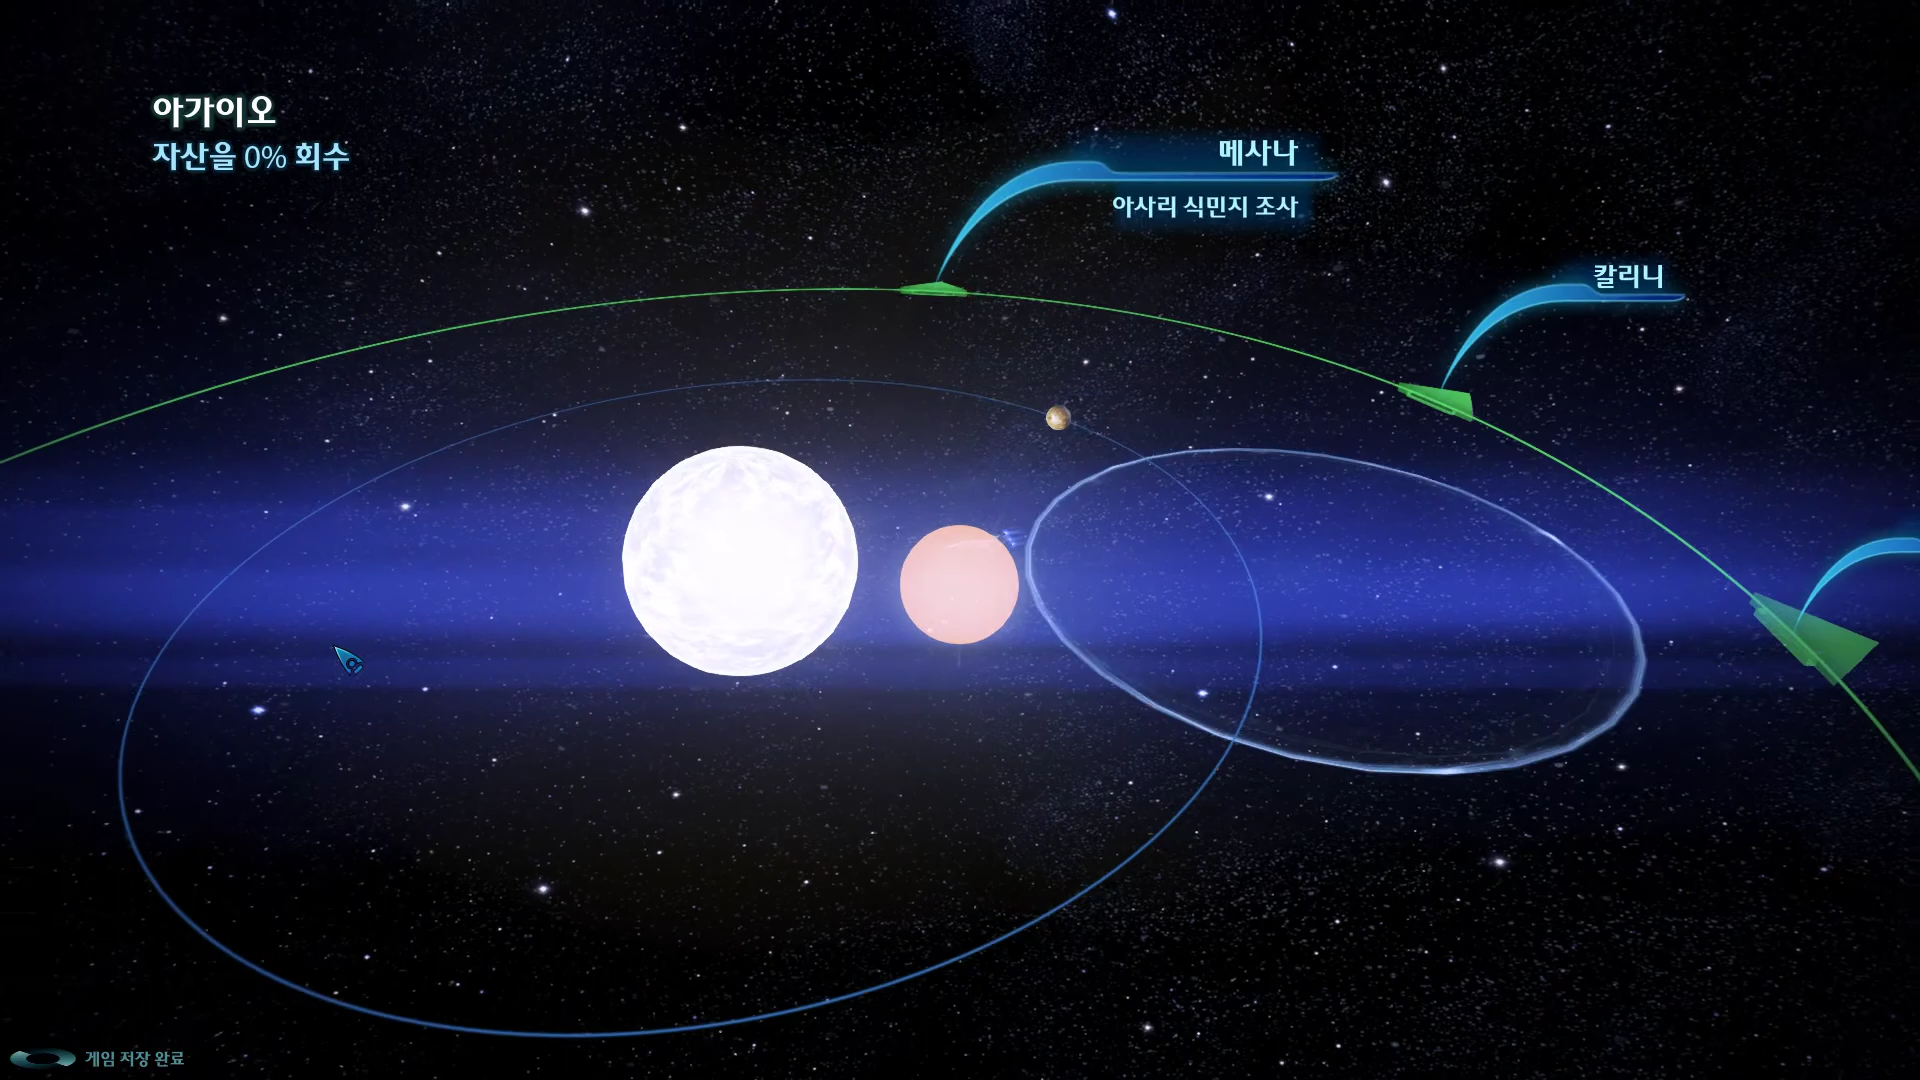 아가이오
자산을 0% 회수
메사나
아사리 식민지 조사
칼리니
게임 저장 완료